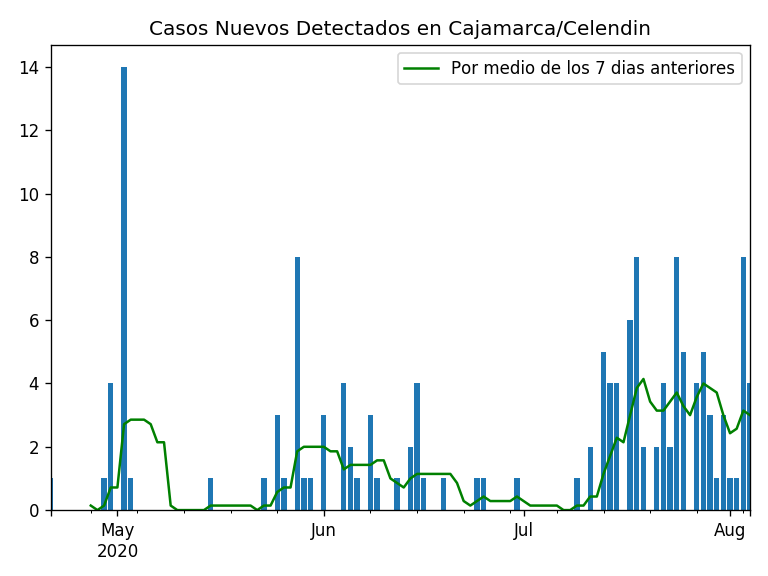 Casos Nuevos Detectados en Cajamarca/Celendin
Por medio de los 7 dias anteriores
14
12
10
8
6
4
2
0
May
2020
Jun
Jul
Aug